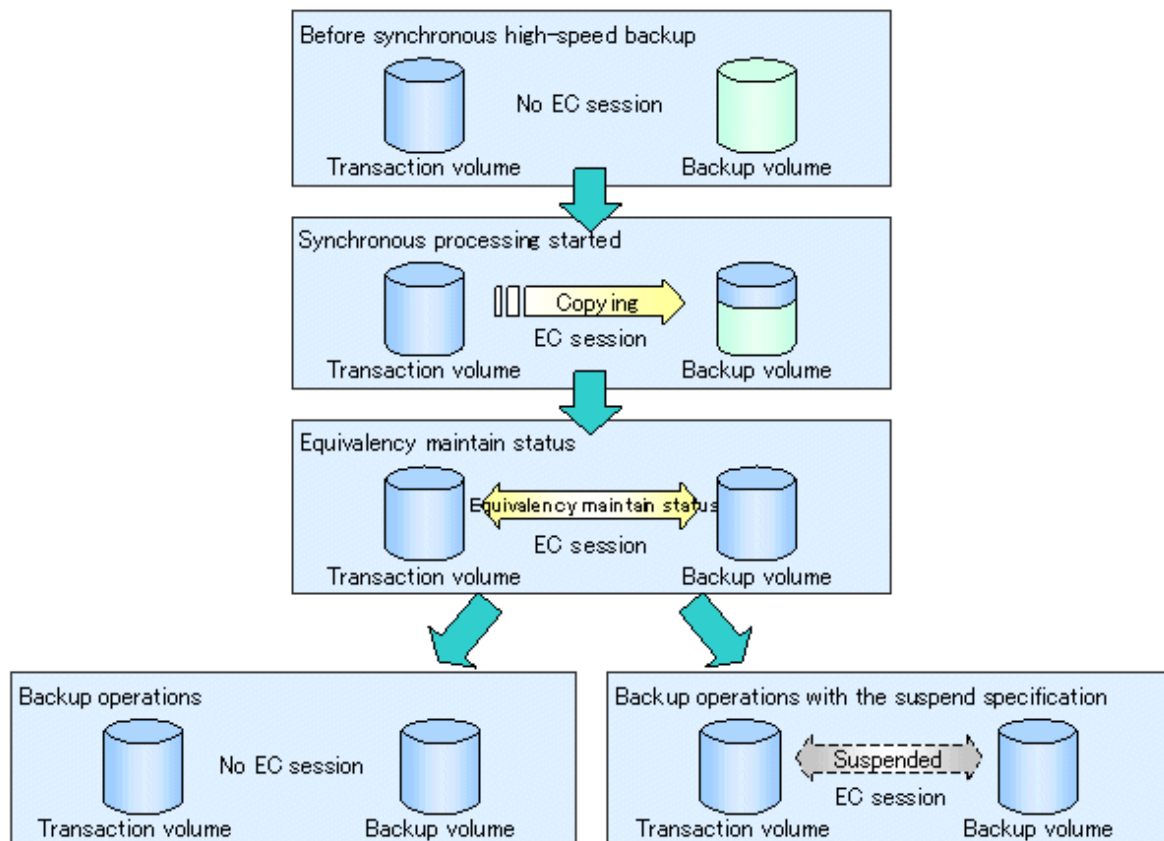 Before synchronous high-speed backup
No EC session
Transaction volume
Backup volume
Synchronous processing started
Copying
EC session
Transaction volume
Backup volume
Equivalency maintain status
Equivalency maintain status
EC session
Transaction volume
Backup volume
Backup operations
No EC session
Transaction volume
Backup volume
Backup operations with the suspend specification
Suspended
EC session
Transaction volume
Backup volume